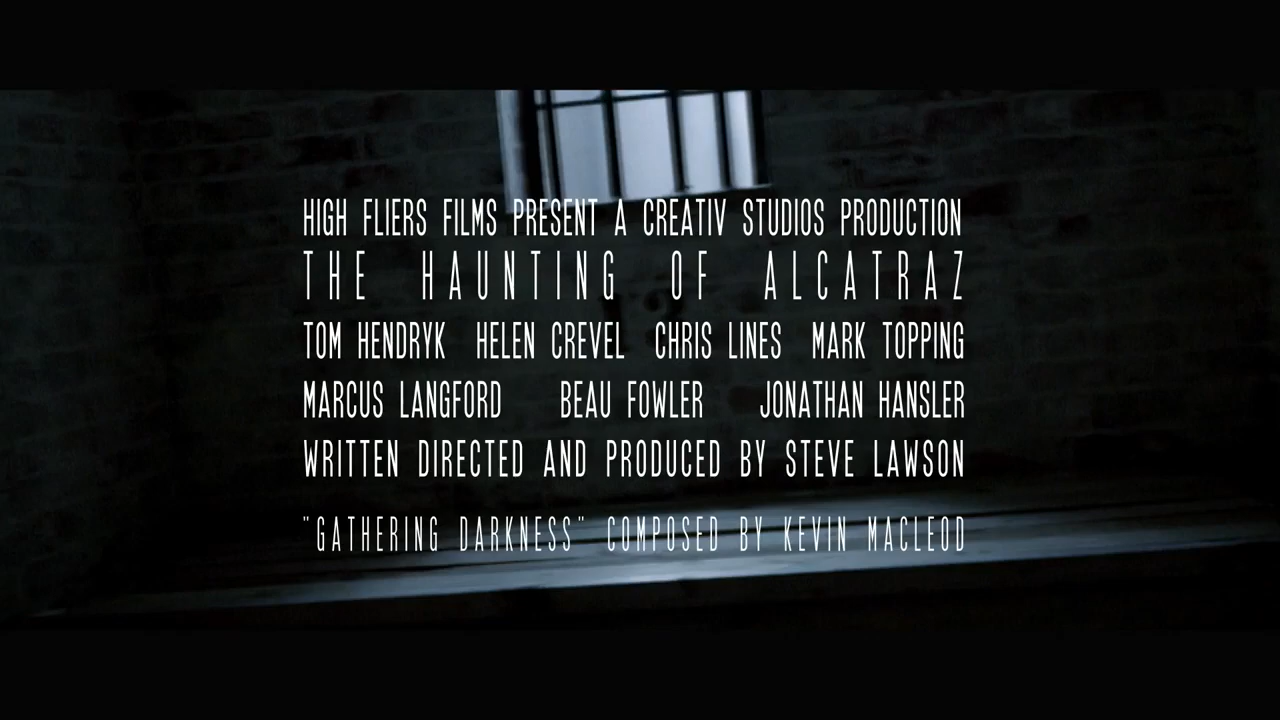 HIGH FLIERS FILMS PRESENT A CREATIV STUDIOS PRODUCTION
THE HAUNTING OF ALCATRAZ
TOM HENDRYK HELEN CREVEL CHRIS LINES MARK TOPPING
MARCUS LANGFORD BEAU FOWLER JONATHAN HANSLER
WRITTEN DIRECTED AND PRODUCED BY STEVE LAWSON
"GATHERING DARKNESS" COMPOSED BY KEVIN MACLEOD